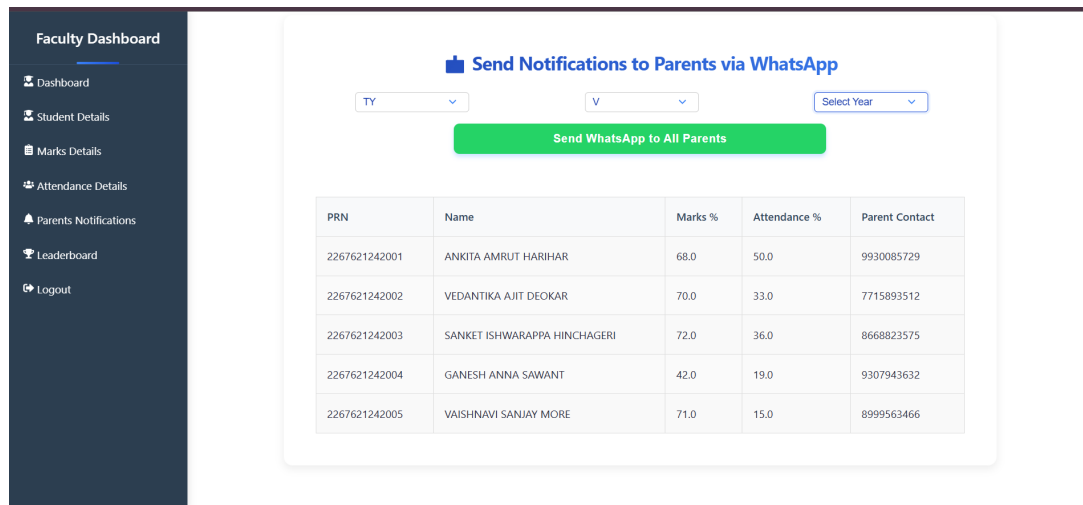 Faculty Dashboard
Dashboard
Student Details
Marks Details
Attendance Details
Parents Notifications
Leaderboard
Logout
Send Notifications to Parents via WhatsApp
TY V Select Year
Send WhatsApp to All Parents
PRN Name Marks % Attendance % Parent Contact
2267621242001 ANKITA AMRUT HARIHAR 68.0 50.0 9930085729
2267621242002 VEDANTIKA AJIT DEOKAR 70.0 33.0 7715893512
2267621242003 SANKET ISHWARAPPA HINCHAGERI 72.0 36.0 8668823575
2267621242004 GANESH ANNA SAWANT 42.0 19.0 9307943632
2267621242005 VAISHNAVI SANJAY MORE 71.0 15.0 8999563466